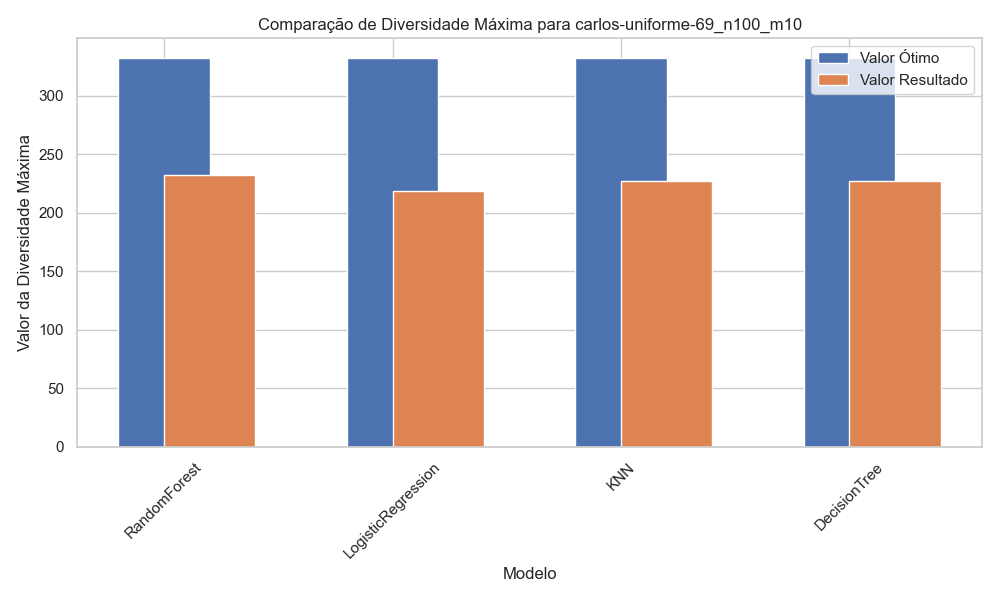 Comparação de Diversidade Máxima para carlos-uniforme-69_n100_m10
Valor Ótimo
Valor Resultado
Valor da Diversidade Máxima
300
250
200
150
100
50
0
RandomForest
LogisticRegression
KNN
DecisionTree
Modelo